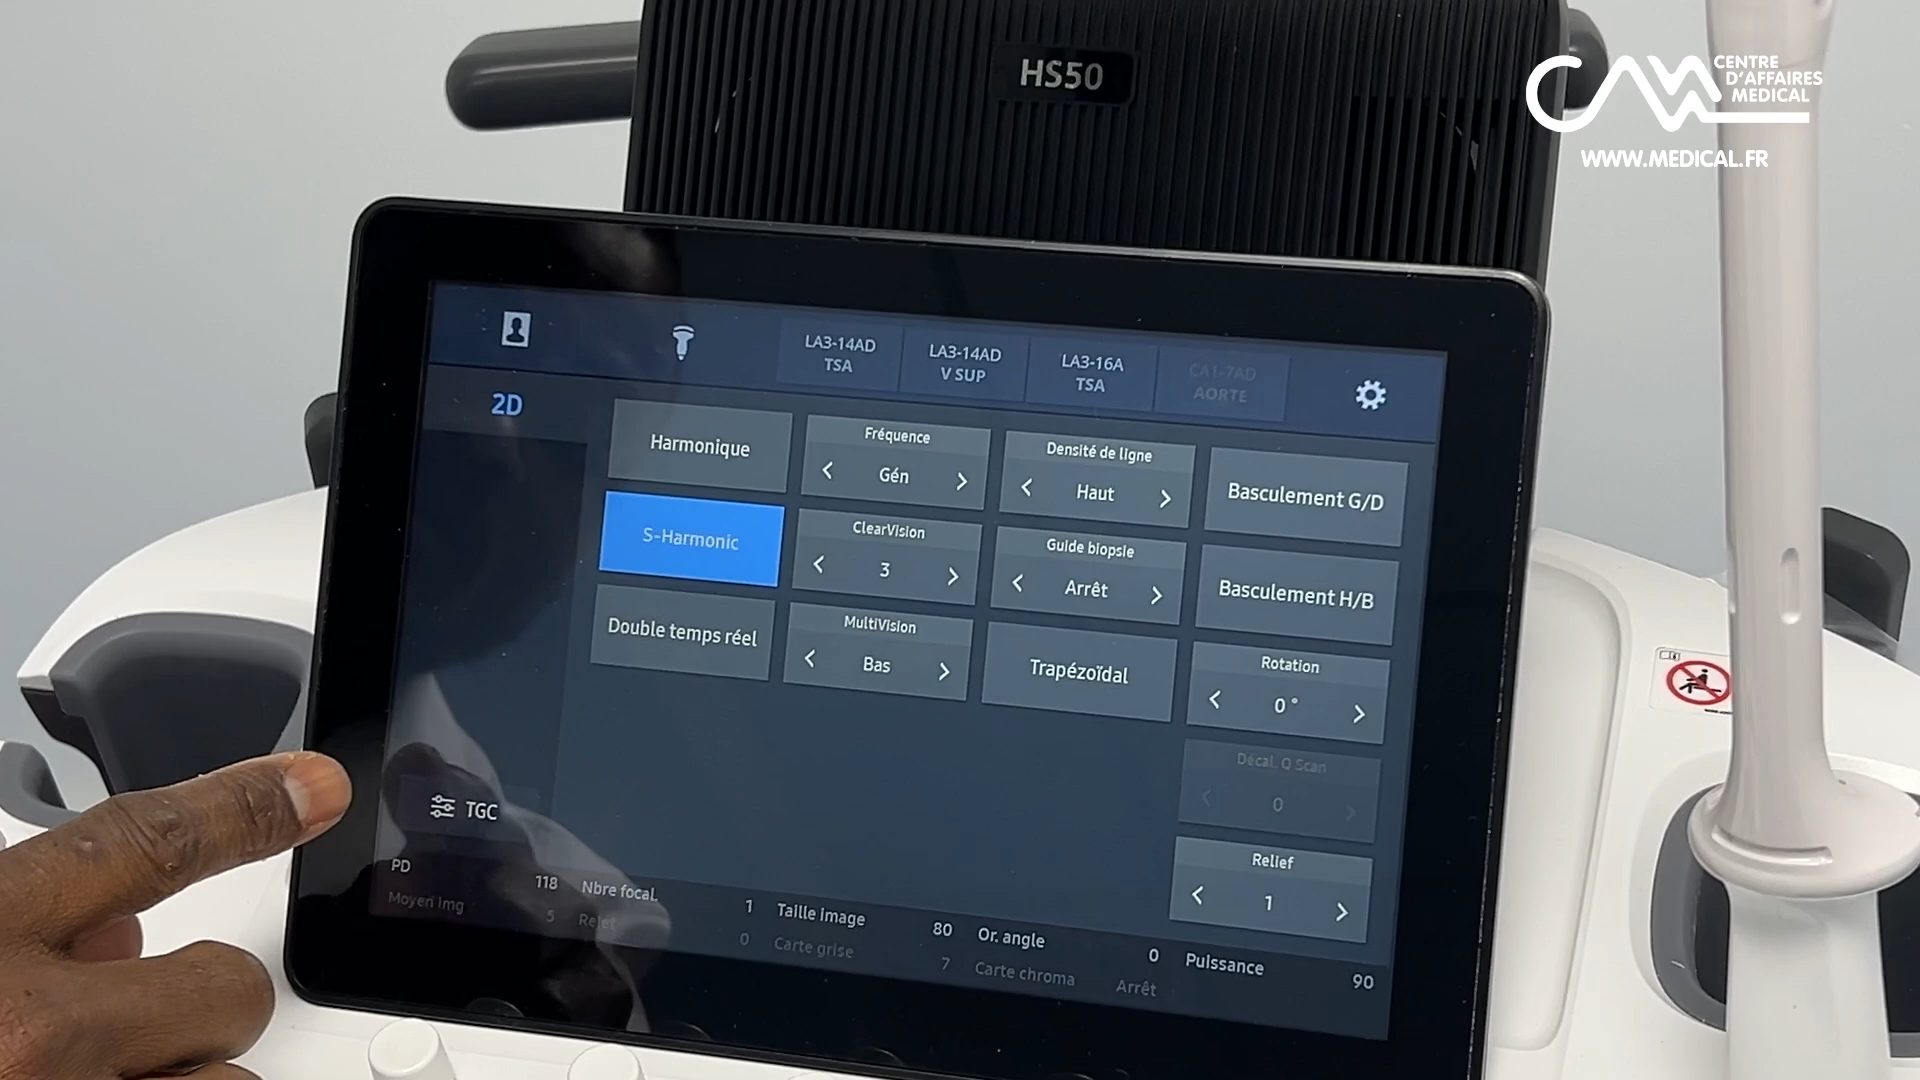 HS50
CENTRE
D'AFFAIRES
MEDICAL
WWW.MEDICAL.FR
LA3-14AD
TSA
LA3-14AD
V SUP
LA3-16A
TSA
CA1-7AD
AORTE
2D
Harmonique
Fréquence
< Gén >
Densité de ligne
< Haut >
Basculement G/D
S-Harmonic
ClearVision
< 3 >
Guide biopsie
< Arrêt >
Basculement H/B
Double temps réel
MultiVision
< Bas >
Trapézoïdal
Rotation
< 0 ° >
Décal. Q Scan
< 0 >
TGC
Relief
< 1 >
PD 118 Nbre focal. 1 Taille image 80 Or. angle 0 Puissance 90
Moyen Img 5 Rejet 0 Carte grise 7 Carte chroma Arrêt